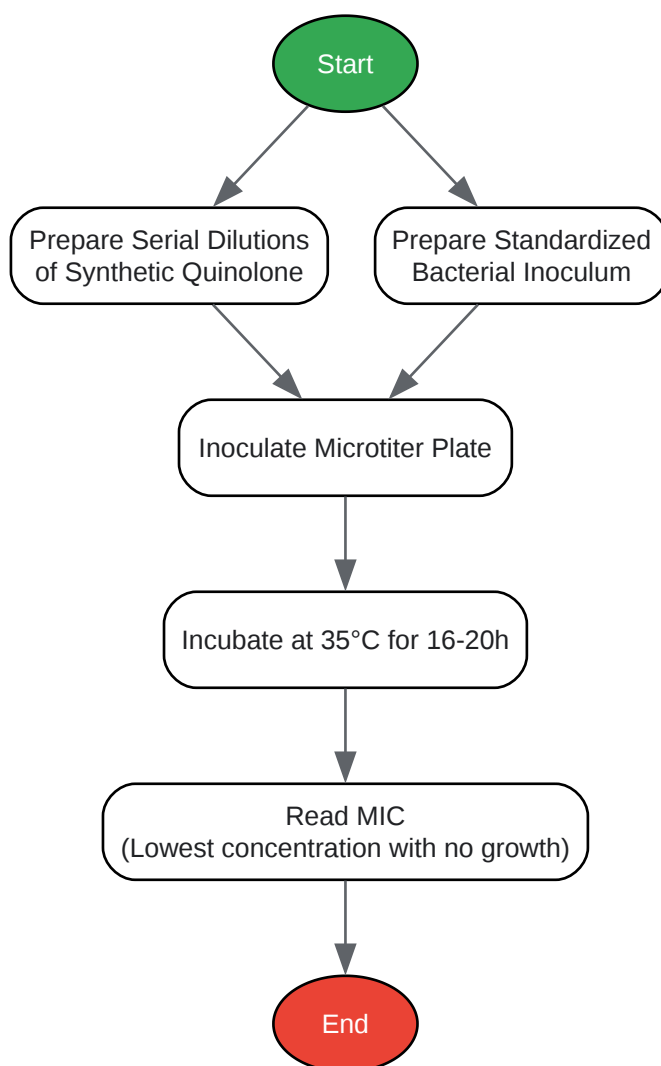 Start
Prepare Serial Dilutions
of Synthetic Quinolone
Prepare Standardized
Bacterial Inoculum
Inoculate Microtiter Plate
Incubate at 35°C for 16-20h
Read MIC
(Lowest concentration with no growth)
End